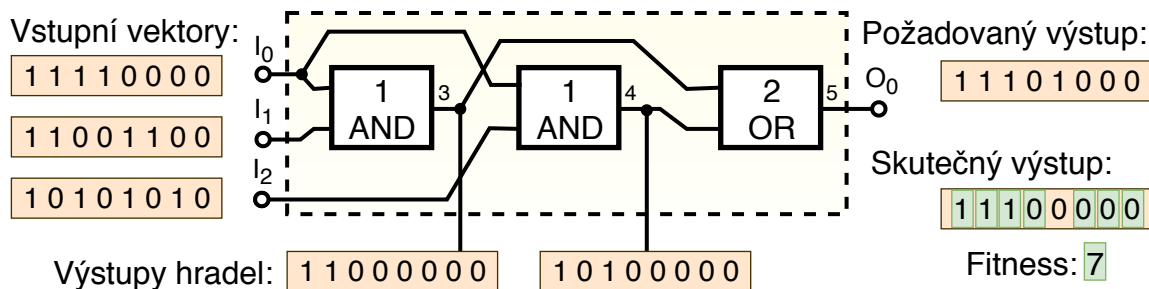 Vstupní vektory:
1 1 1 1 0 0 0 0
1 1 0 0 1 1 0 0
1 0 1 0 1 0 1 0
I0
I1
I2
1
AND
3
1
AND
4
2
OR
5
O0
Požadovaný výstup:
1 1 1 0 1 0 0 0
Skutečný výstup:
1 1 1 0 0 0 0 0
Fitness: 7
Výstupy hradel:
1 1 0 0 0 0 0 0
1 0 1 0 0 0 0 0